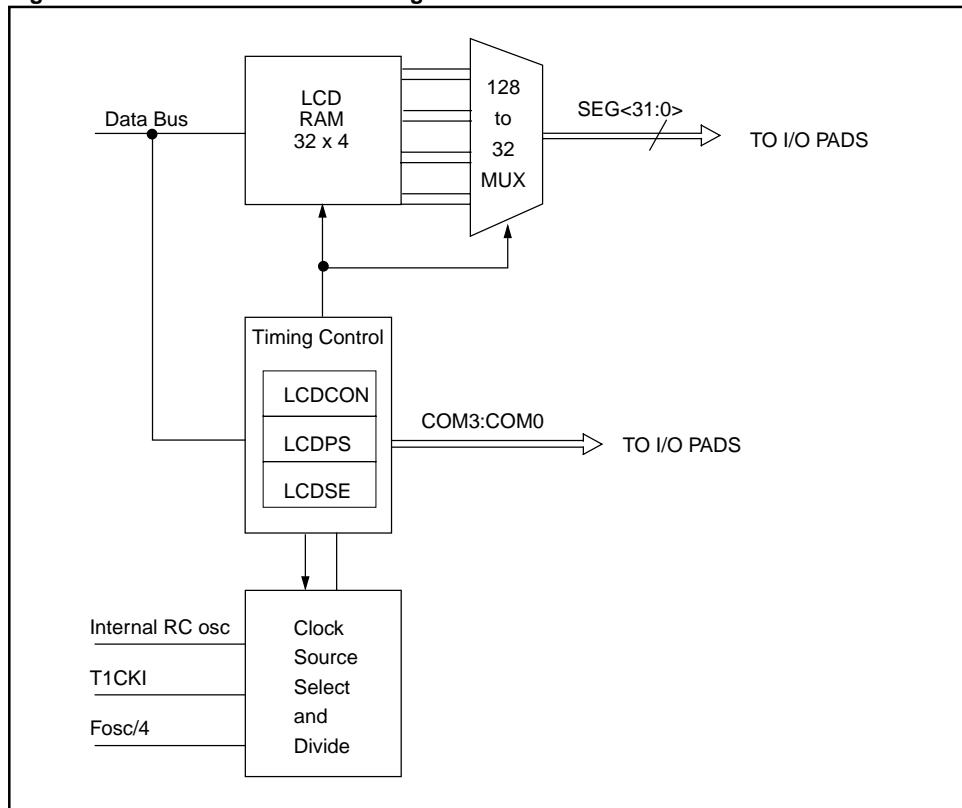 LCD
RAM
32 x 4
128
to
32
MUX
Data Bus
SEG<31:0>
TO I/O PADS
Timing Control
LCDCON
LCDPS
LCDSE
COM3:COM0
TO I/O PADS
Internal RC osc
T1CKI
Fosc/4
Clock
Source
Select
and
Divide